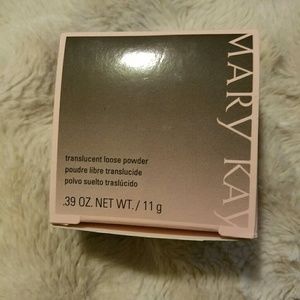 MARY KAY
translucent loose powder
poudre libre translucide
polvo suelto traslúcido
.39 OZ. NET WT. / 11 g